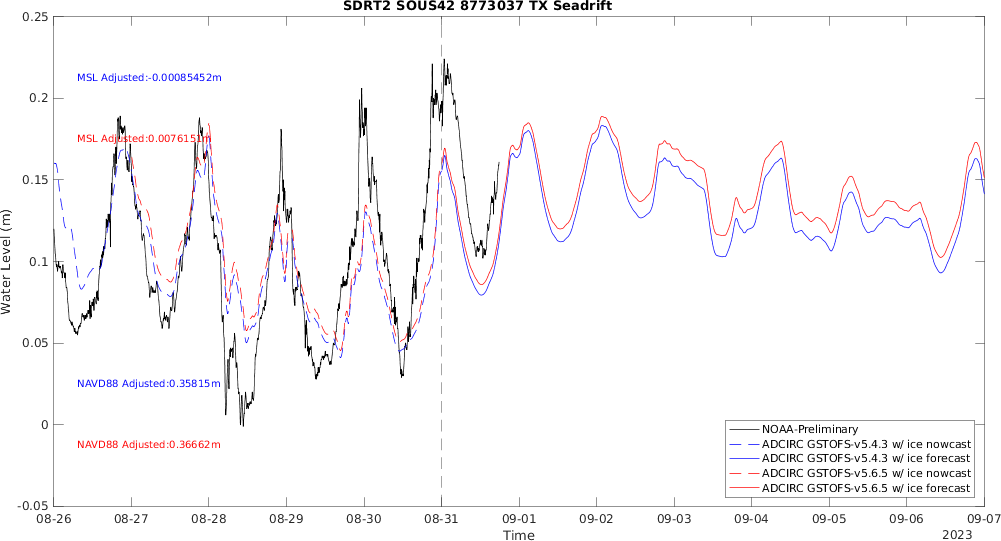 SDRT2 SOUS42 8773037 TX Seadrift
0.25
0.2
0.15
0.1
0.05
0
-0.05
Water Level (m)
MSL Adjusted:-0.00085452m
MSL Adjusted:0.0076151m
NAVD88 Adjusted:0.35815m
NAVD88 Adjusted:0.36662m
NOAA-Preliminary
ADCIRC GSTOFS-v5.4.3 w/ ice nowcast
ADCIRC GSTOFS-v5.4.3 w/ ice forecast
ADCIRC GSTOFS-v5.6.5 w/ ice nowcast
ADCIRC GSTOFS-v5.6.5 w/ ice forecast
08-26 08-27 08-28 08-29 08-30 08-31 09-01 09-02 09-03 09-04 09-05 09-06 09-07
Time
2023